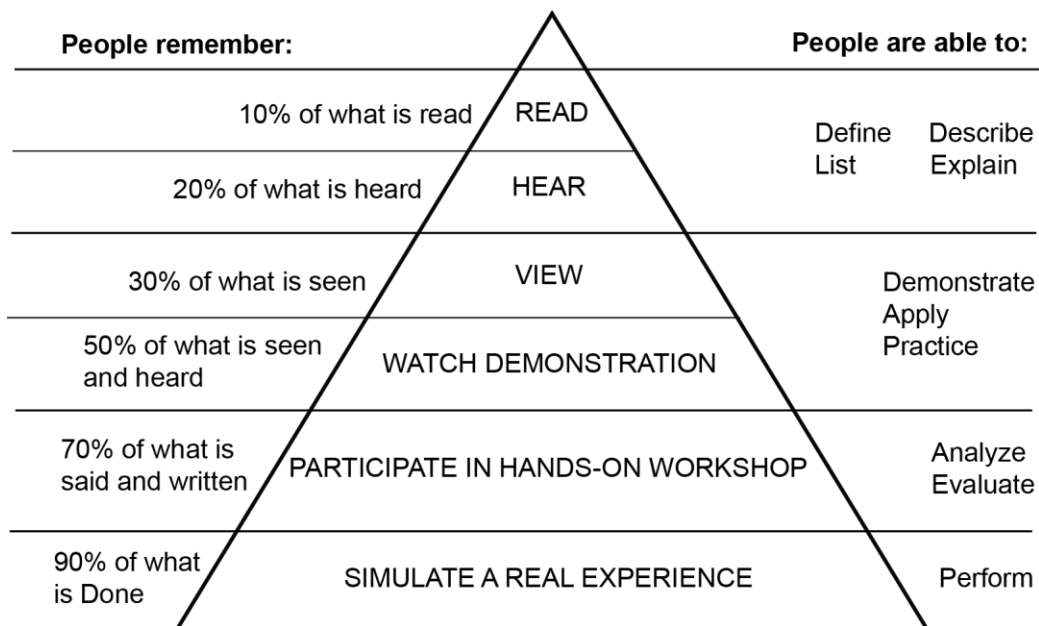 People remember:
People are able to:
10% of what is read
READ
Define
Describe
List
Explain
20% of what is heard
HEAR
30% of what is seen
VIEW
Demonstrate
Apply
Practice
50% of what is seen
and heard
WATCH DEMONSTRATION
70% of what is
said and written
PARTICIPATE IN HANDS-ON WORKSHOP
Analyze
Evaluate
90% of what
is Done
SIMULATE A REAL EXPERIENCE
Perform